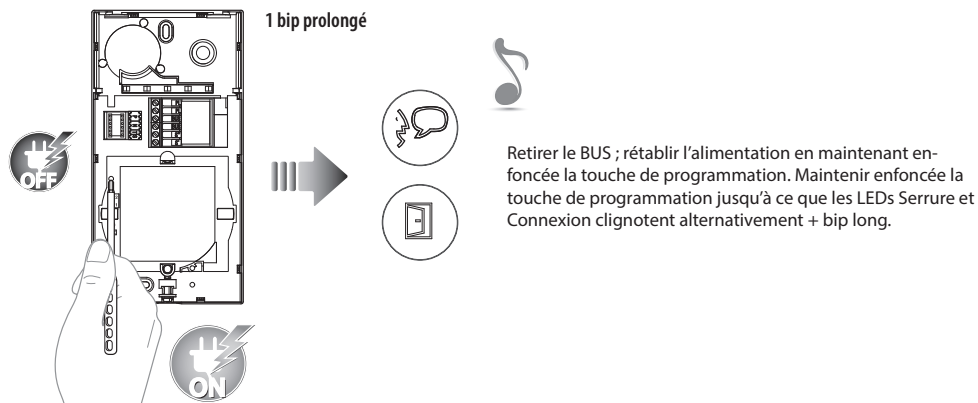 1 bip prolongé
OFF
Retirer le BUS ; rétablir l'alimentation en maintenant en-
foncée la touche de programmation. Maintenir enfoncée la
touche de programmation jusqu'à ce que les LEDs Serrure et
Connexion clignotent alternativement + bip long.
ON